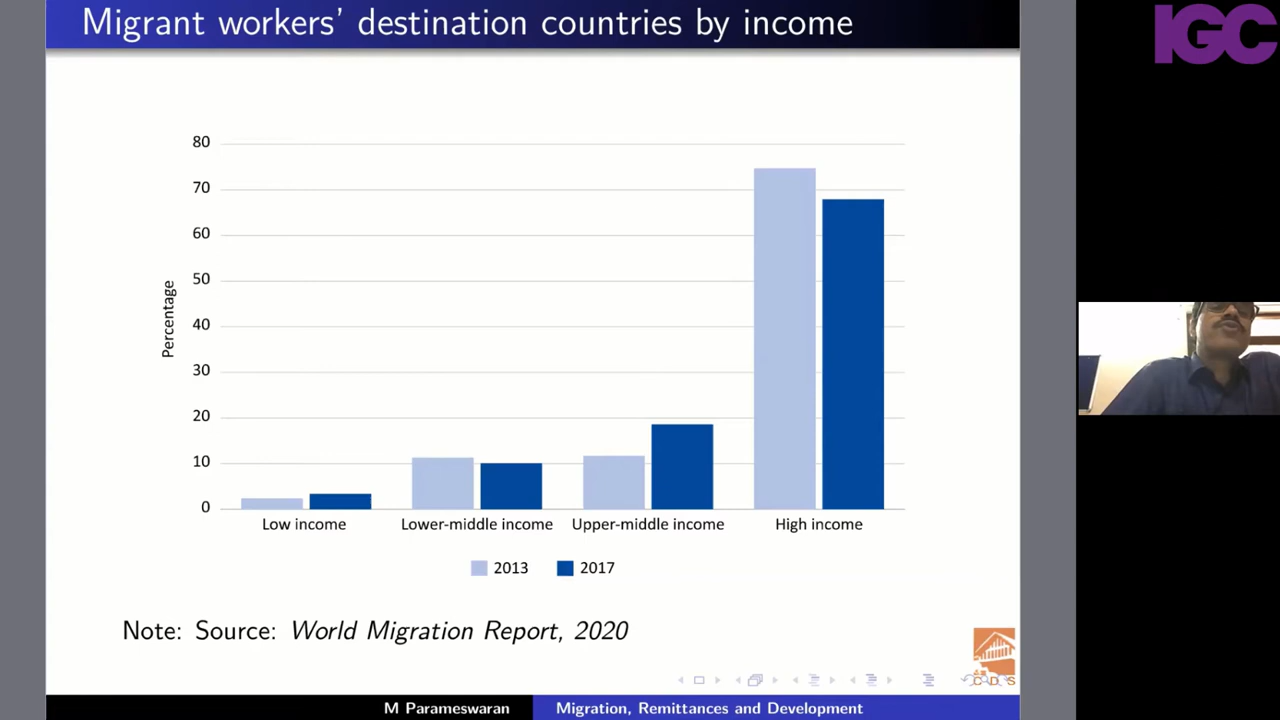 Migrant workers' destination countries by income
IGC
80
70
60
50
40
30
20
10
0
Percentage
Low income
Lower-middle income
Upper-middle income
High income
2013
2017
Note: Source: World Migration Report, 2020
CDS
M Parameswaran
Migration, Remittances and Development